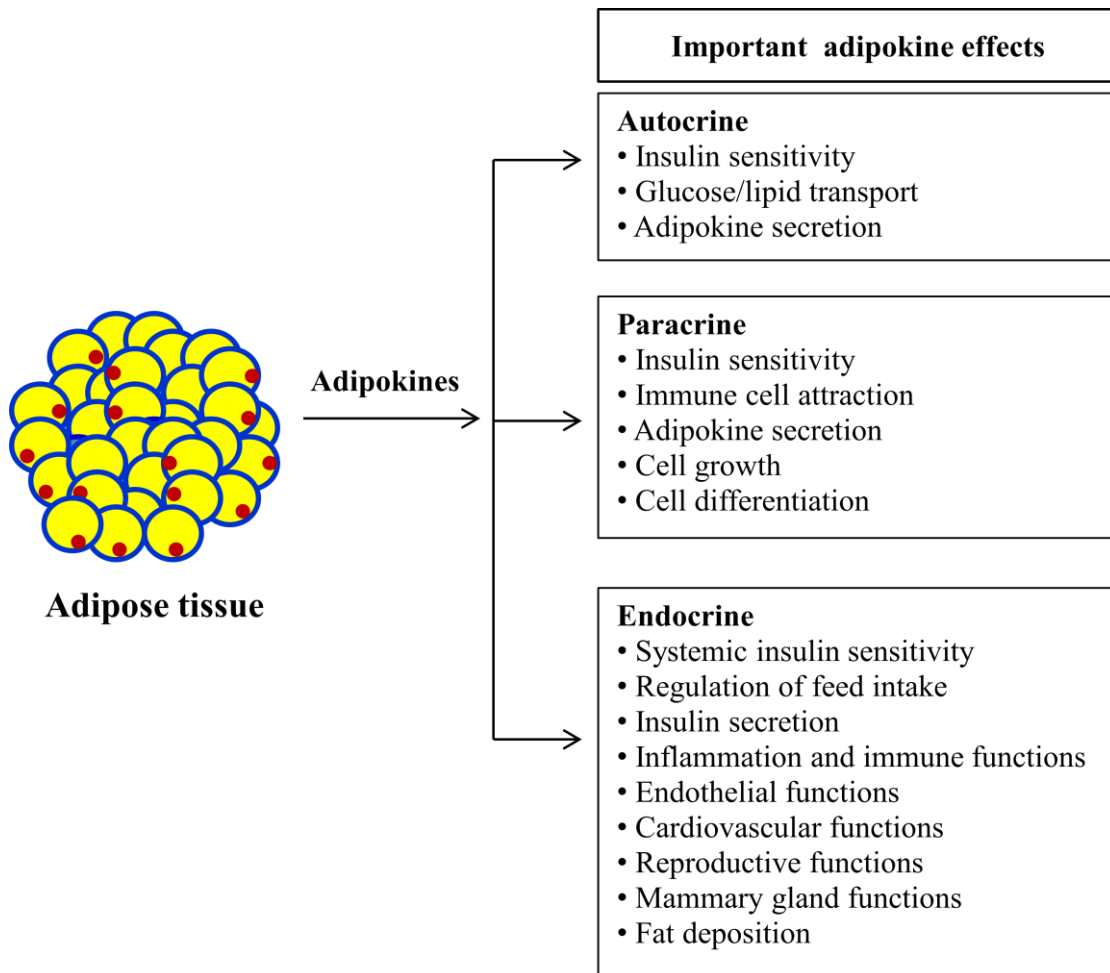 Important adipokine effects
Autocrine
• Insulin sensitivity
• Glucose/lipid transport
• Adipokine secretion
Adipokines
Paracrine
• Insulin sensitivity
• Immune cell attraction
• Adipokine secretion
• Cell growth
• Cell differentiation
Adipose tissue
Endocrine
• Systemic insulin sensitivity
• Regulation of feed intake
• Insulin secretion
• Inflammation and immune functions
• Endothelial functions
• Cardiovascular functions
• Reproductive functions
• Mammary gland functions
• Fat deposition